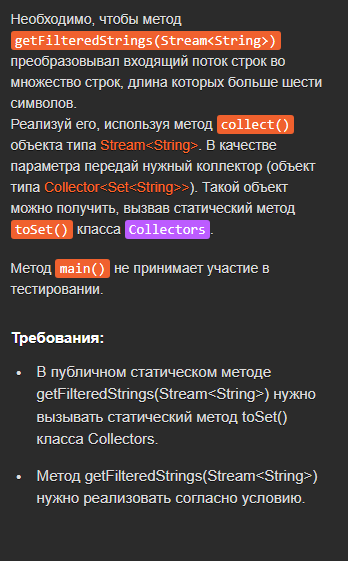 Необходимо, чтобы метод
getFilteredStrings(Stream<String>)
преобразовывал входящий поток строк во
множество строк, длина которых больше шести
символов.
Реализуй его, используя метод collect()
объекта типа Stream<String>. В качестве
параметра передай нужный коллектор (объект
типа Collector<Set<String>>). Такой объект
можно получить, вызвав статический метод
toSet() класса Collectors.
Метод main() не принимает участие в
тестировании.
Требования:
• В публичном статическом методе
getFilteredStrings(Stream<String>) нужно
вызывать статический метод toSet()
класса Collectors.
• Метод getFilteredStrings(Stream<String>)
нужно реализовать согласно условию.